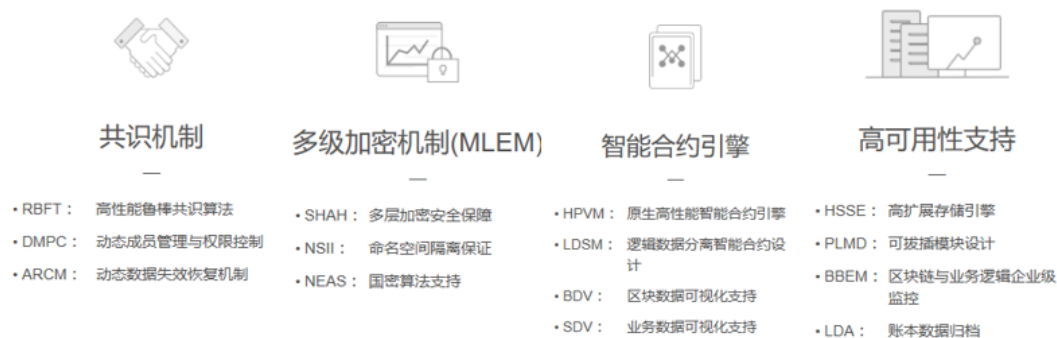 共识机制
• RBFT： 高性能鲁棒共识算法
• DMPC： 动态成员管理与权限控制
• ARCM： 动态数据失效恢复机制
多级加密机制(MLEM)
• SHAH： 多层加密安全保障
• NSII： 命名空间隔离保证
• NEAS： 国密算法支持
智能合约引擎
• HPVM： 原生高性能智能合约引擎
• LDSM： 逻辑数据分离智能合约设
计
• BDV： 区块数据可视化支持
• SDV： 业务数据可视化支持
高可用性支持
• HSSE： 高扩展存储引擎
• PLMD： 可拔插模块设计
• BBEM： 区块链与业务逻辑企业级
监控
• LDA： 账本数据归档